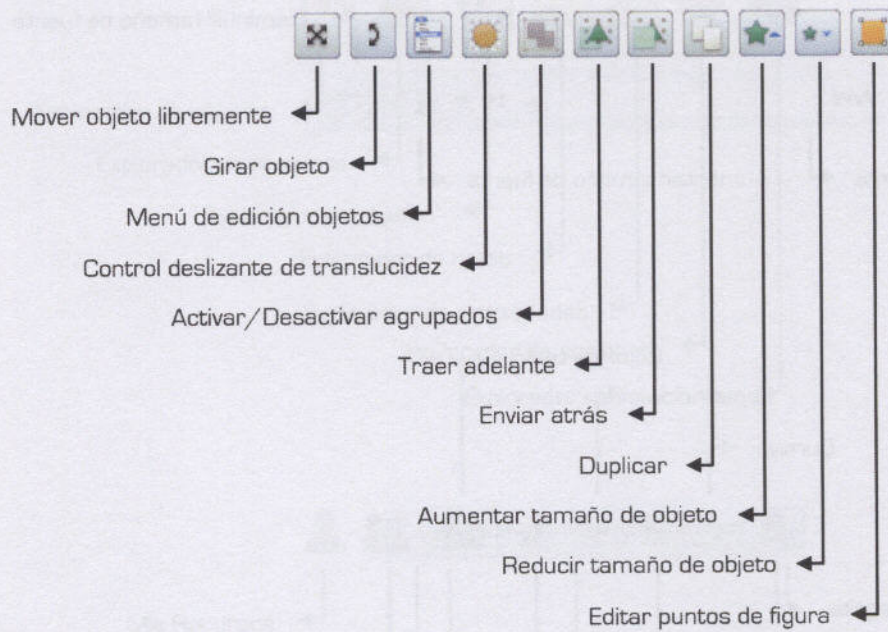 Mover objeto libremente
Girar objeto
Menú de edición objetos
Control deslizante de translucidez
Activar/Desactivar agrupados
Traer adelante
Enviar atrás
Duplicar
Aumentar tamaño de objeto
Reducir tamaño de objeto
Editar puntos de figura